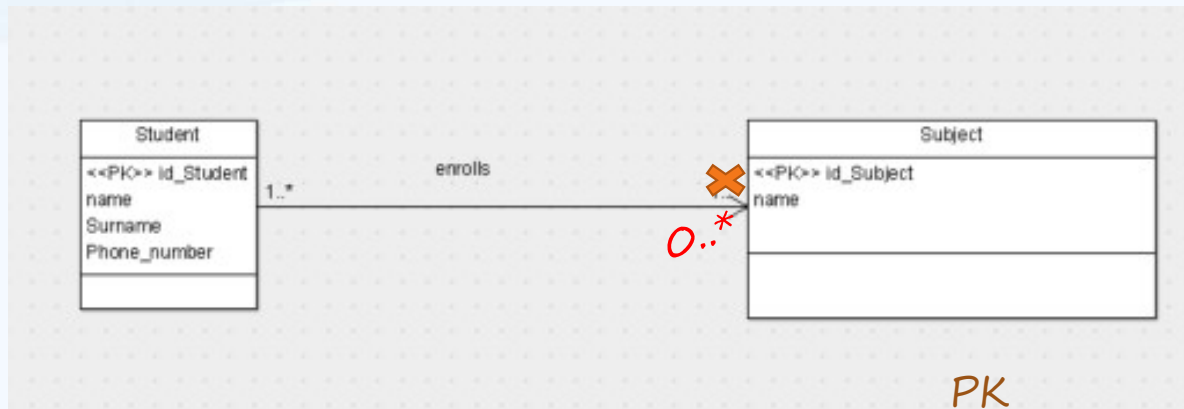 Student
<<PK>> id_Student
name
Surname
Phone_number
1..*
enrolls
0..*
Subject
<<PK>> id_Subject
name
PK